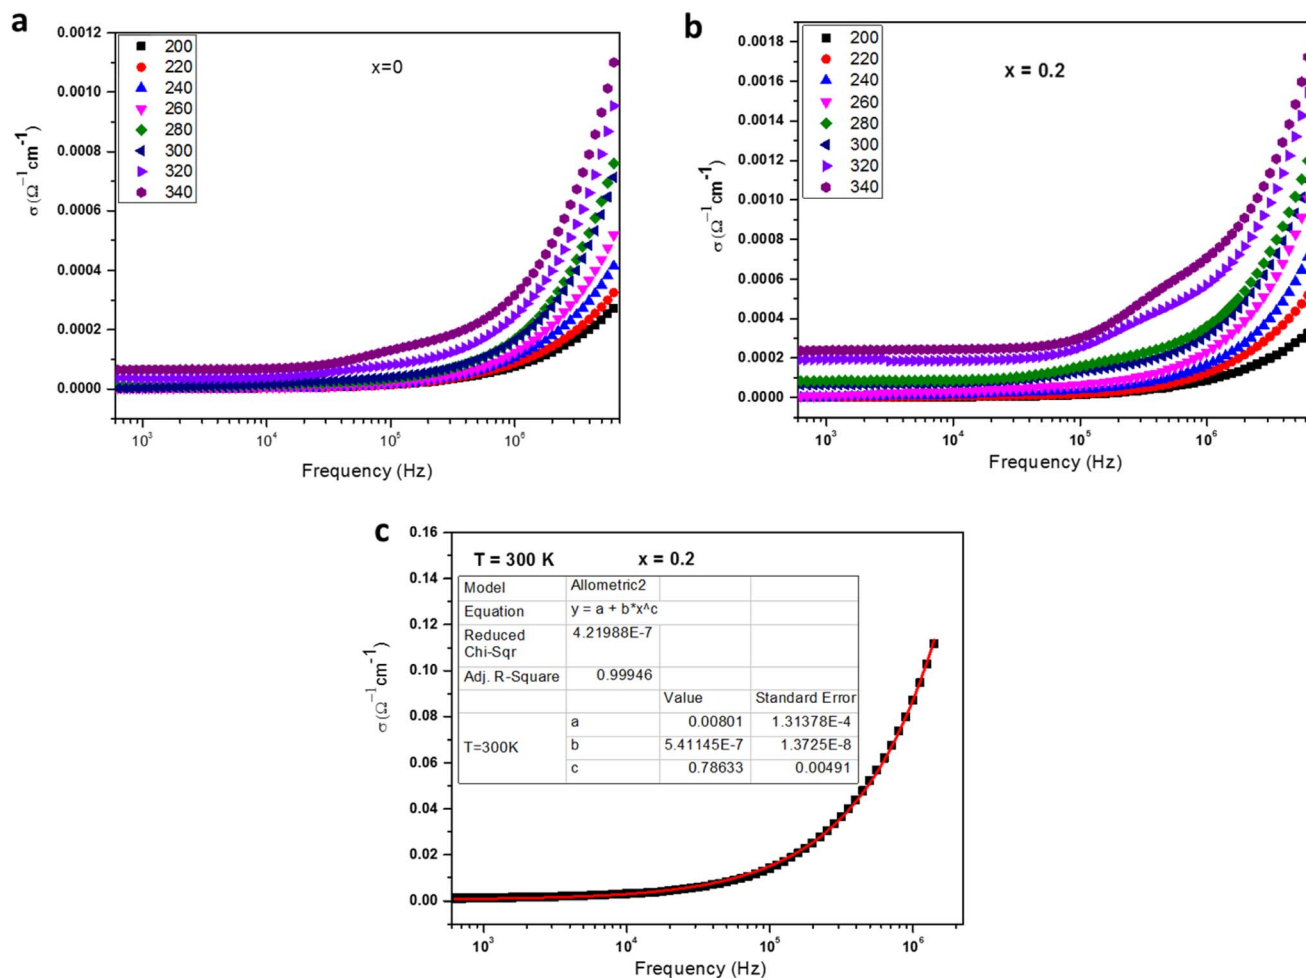 a
0.0012
0.0010
0.0008
0.0006
0.0004
0.0002
0.0000
σ (Ω⁻¹cm⁻¹)
200
220
240
260
280
300
320
340
x=0
10³
10⁴
10⁵
10⁶
Frequency (Hz)
b
0.0018
0.0016
0.0014
0.0012
0.0010
0.0008
0.0006
0.0004
0.0002
0.0000
σ (Ω⁻¹cm⁻¹)
200
220
240
260
280
300
320
340
x = 0.2
10³
10⁴
10⁵
10⁶
Frequency (Hz)
c
0.16
0.14
0.12
0.10
0.08
0.06
0.04
0.02
0.00
σ (Ω⁻¹cm⁻¹)
T = 300 K x = 0.2
Model Allometric2
Equation y = a + b*x^c
Reduced 4.21988E-7
Chi-Sqr
Adj. R-Square 0.99946
Value Standard Error
a 0.00801 1.31378E-4
T=300K b 5.41145E-7 1.3725E-8
c 0.78633 0.00491
10³
10⁴
10⁵
10⁶
Frequency (Hz)